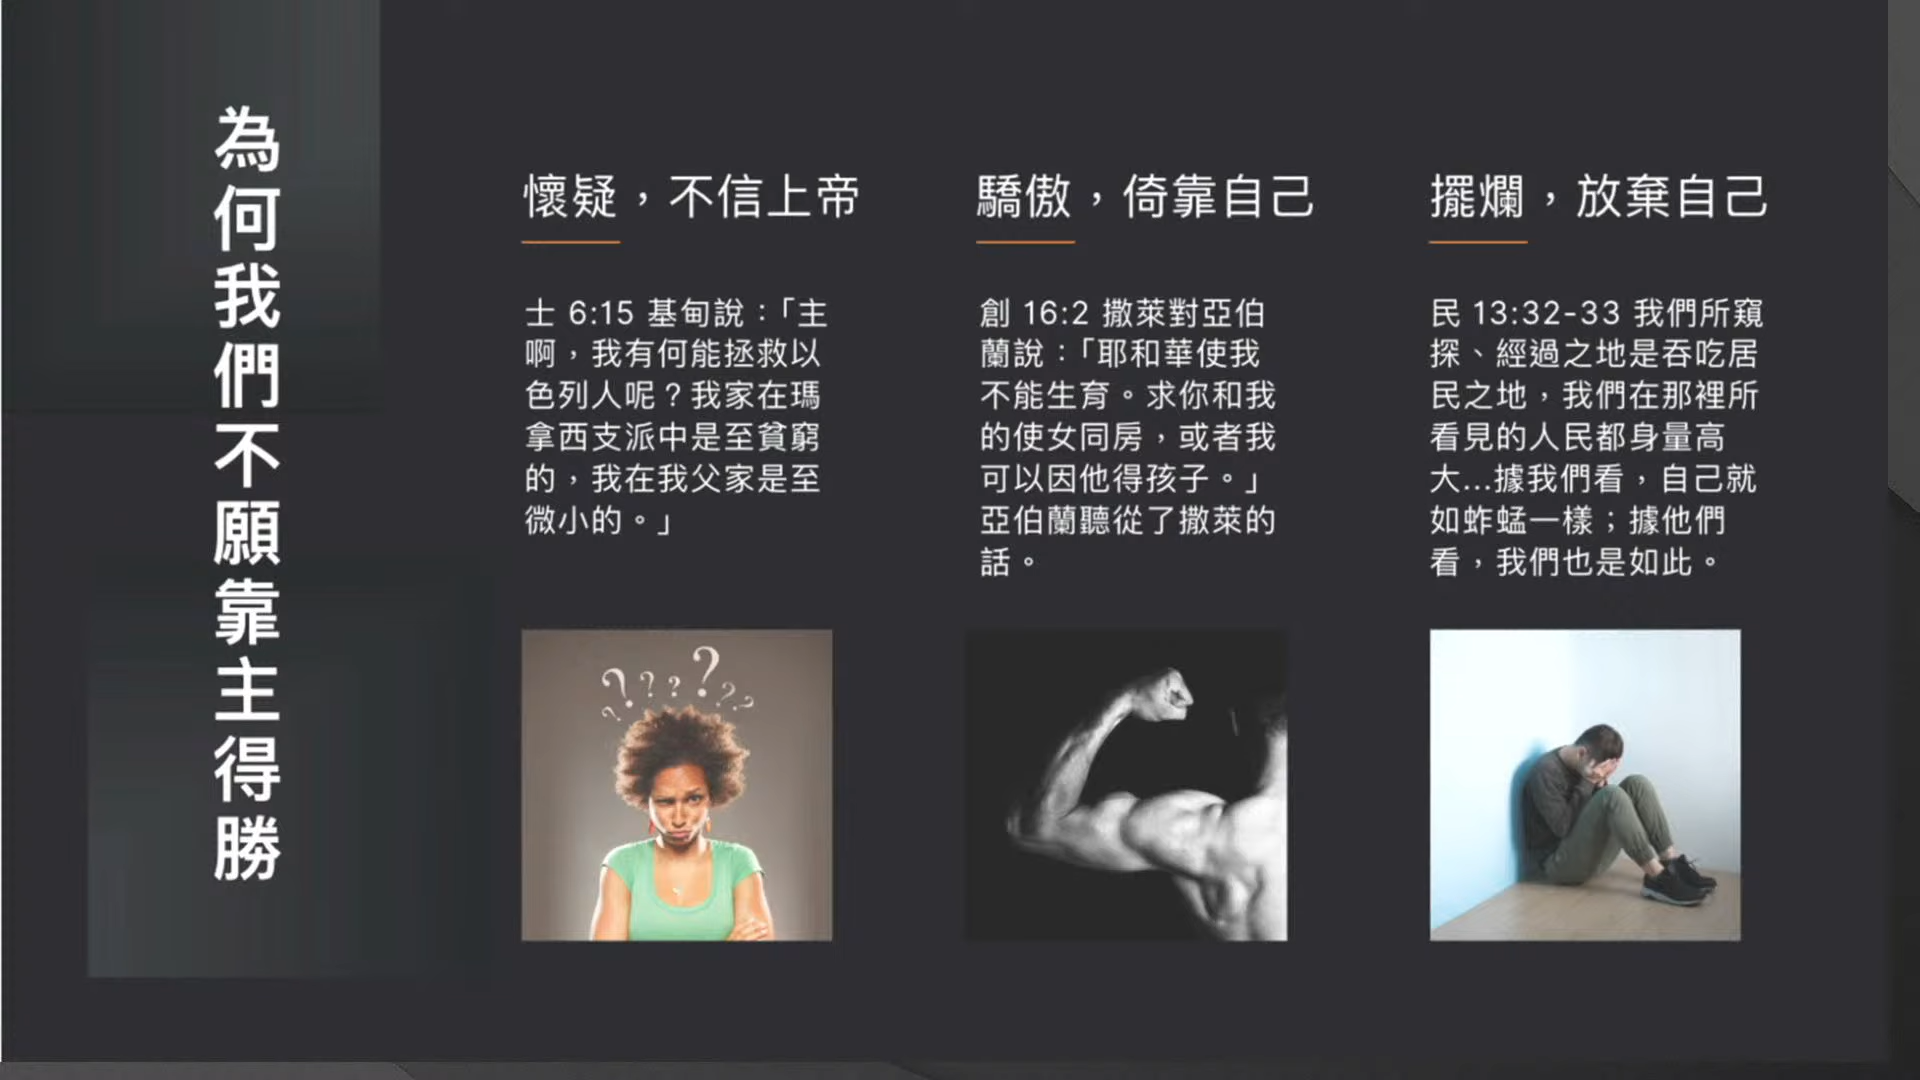 為何我們不願靠主得勝
懷疑，不信上帝
士 6:15 基甸說：「主
啊，我有何能拯救以
色列人呢？我家在瑪
拿西支派中是至貧窮
的，我在我父家是至
微小的。」
驕傲，倚靠自己
創 16:2 撒萊對亞伯
蘭說：「耶和華使我
不能生育。求你和我
的使女同房，或者我
可以因他得孩子。」
亞伯蘭聽從了撒萊的
話。
擺爛，放棄自己
民 13:32-33 我們所窺
探、經過之地是吞吃居
民之地，我們在那裡所
看見的人民都身量高
大...據我們看，自己就
如蚱蜢一樣；據他們
看，我們也是如此。
? ? ? ? ? ? ?